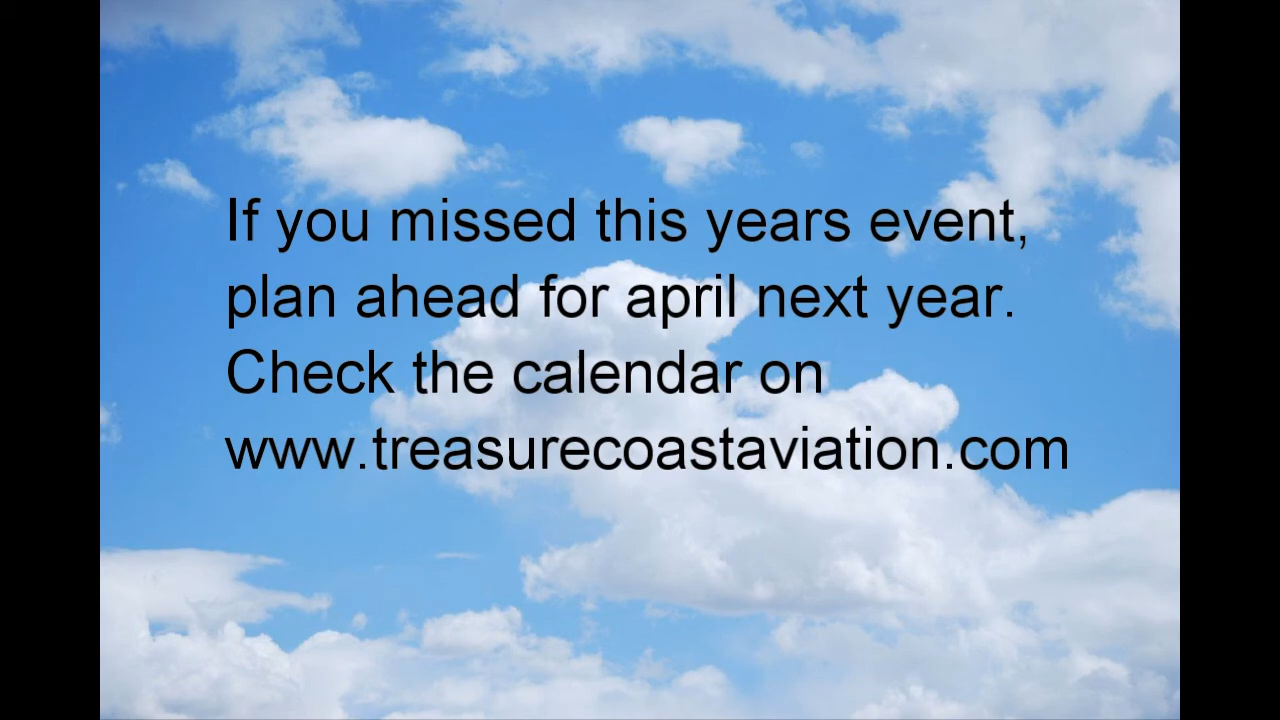 If you missed this years event,
plan ahead for april next year.
Check the calendar on
www.treasurecoastaviation.com